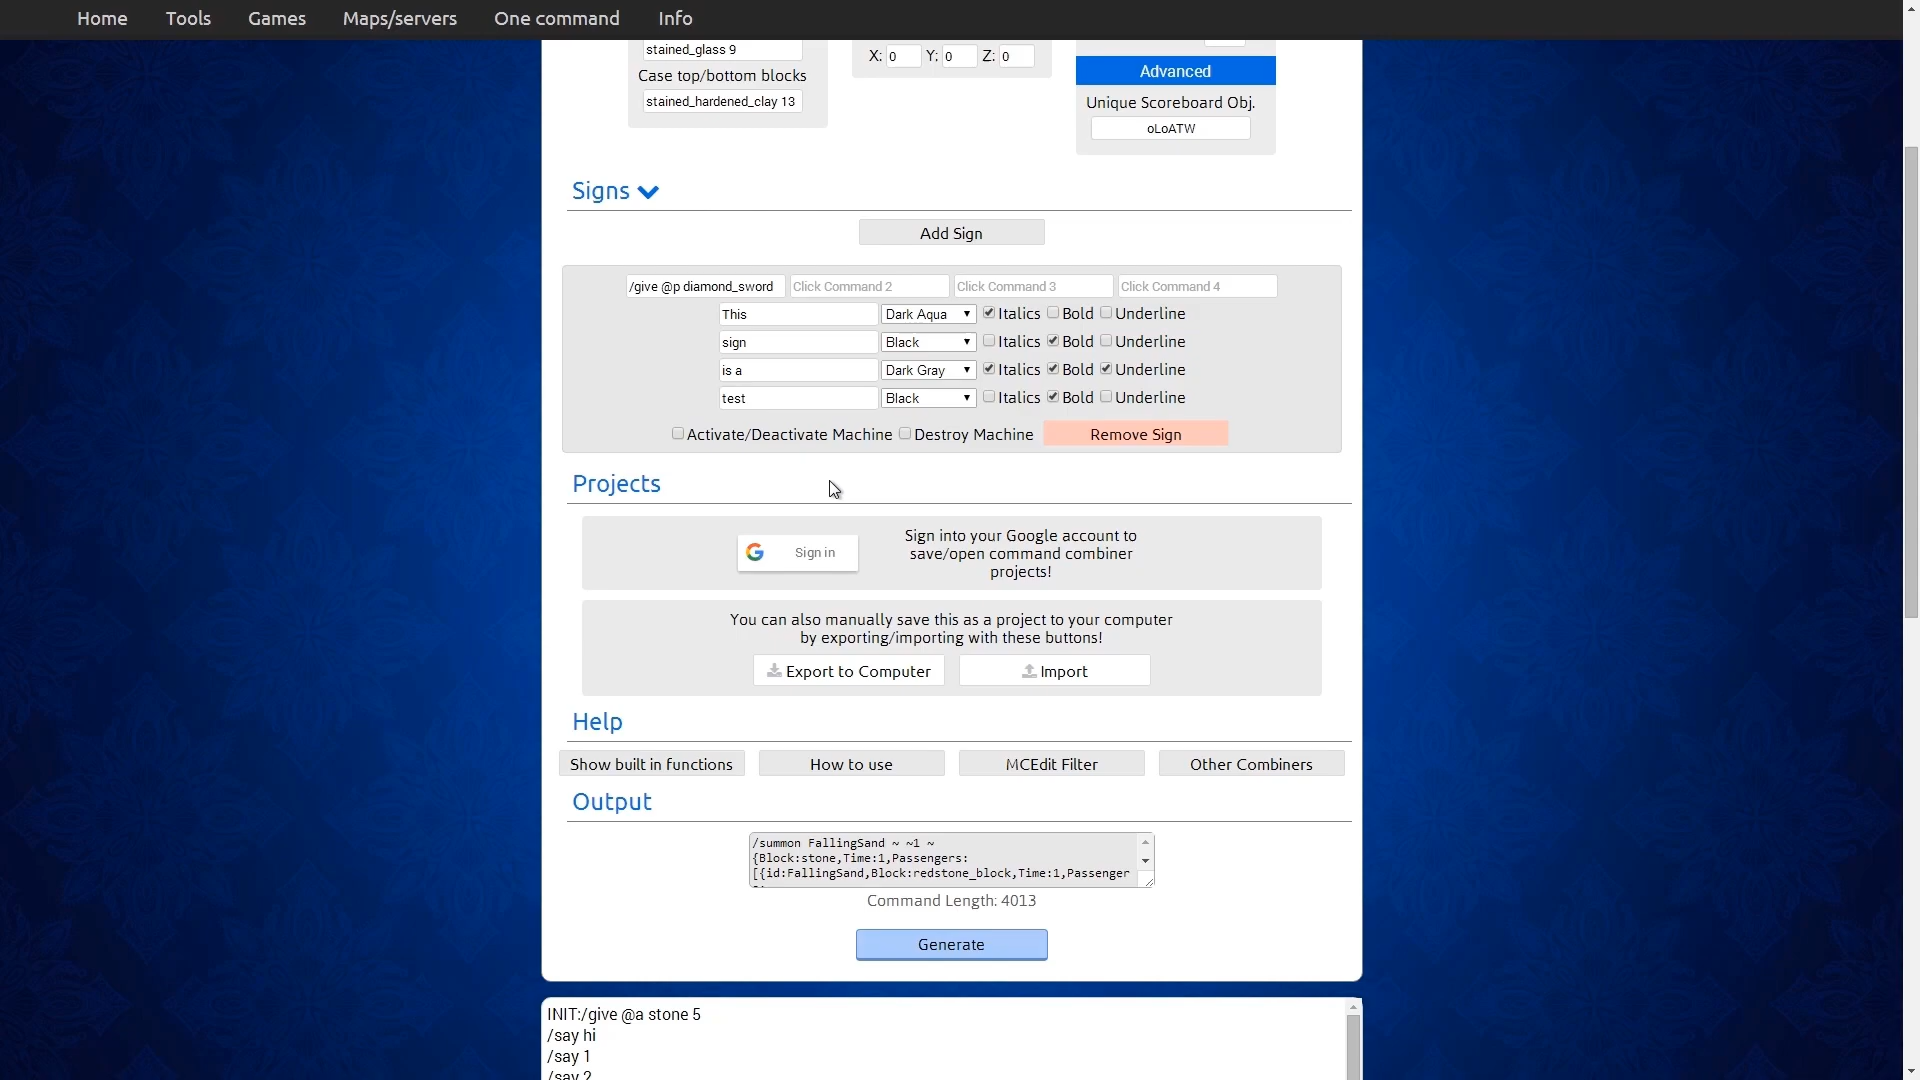 Home Tools Games Maps/servers One command Info
stained_glass 9
Case top/bottom blocks
stained_hardened_clay 13
X: 0 Y: 0 Z: 0
Advanced
Unique Scoreboard Obj.
oLoATW
Signs
Add Sign
/give @p diamond_sword Click Command 2 Click Command 3 Click Command 4
This Dark Aqua Italics Bold Underline
sign Black Italics Bold Underline
is a Dark Gray Italics Bold Underline
test Black Italics Bold Underline
Activate/Deactivate Machine Destroy Machine Remove Sign
Projects
Sign in
Sign into your Google account to
save/open command combiner
projects!
You can also manually save this as a project to your computer
by exporting/importing with these buttons!
Export to Computer Import
Help
Show built in functions How to use MCEdit Filter Other Combiners
Output
/summon FallingSand ~ ~1 ~
{Block:stone,Time:1,Passengers:
[{id:FallingSand,Block:redstone_block,Time:1,Passenger
Command Length: 4013
Generate
INIT:/give @a stone 5
/say hi
/say 1
/say 2